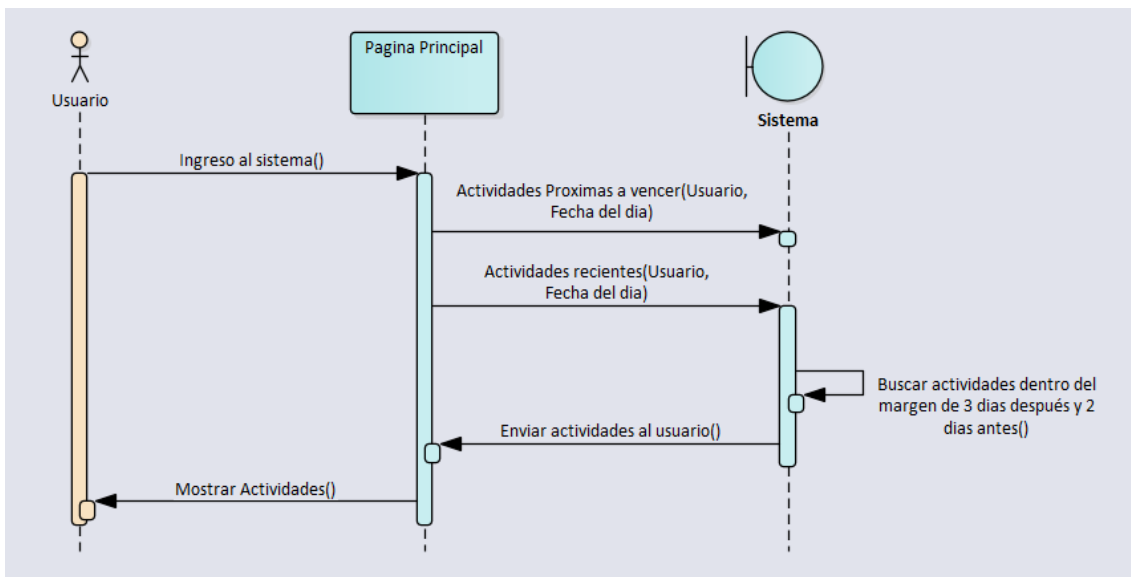 Pagina Principal
Usuario
Sistema
Ingreso al sistema()
Actividades Proximas a vencer(Usuario,
Fecha del dia)
Actividades recientes(Usuario,
Fecha del dia)
Buscar actividades dentro del
margen de 3 dias después y 2
dias antes()
Enviar actividades al usuario()
Mostrar Actividades()